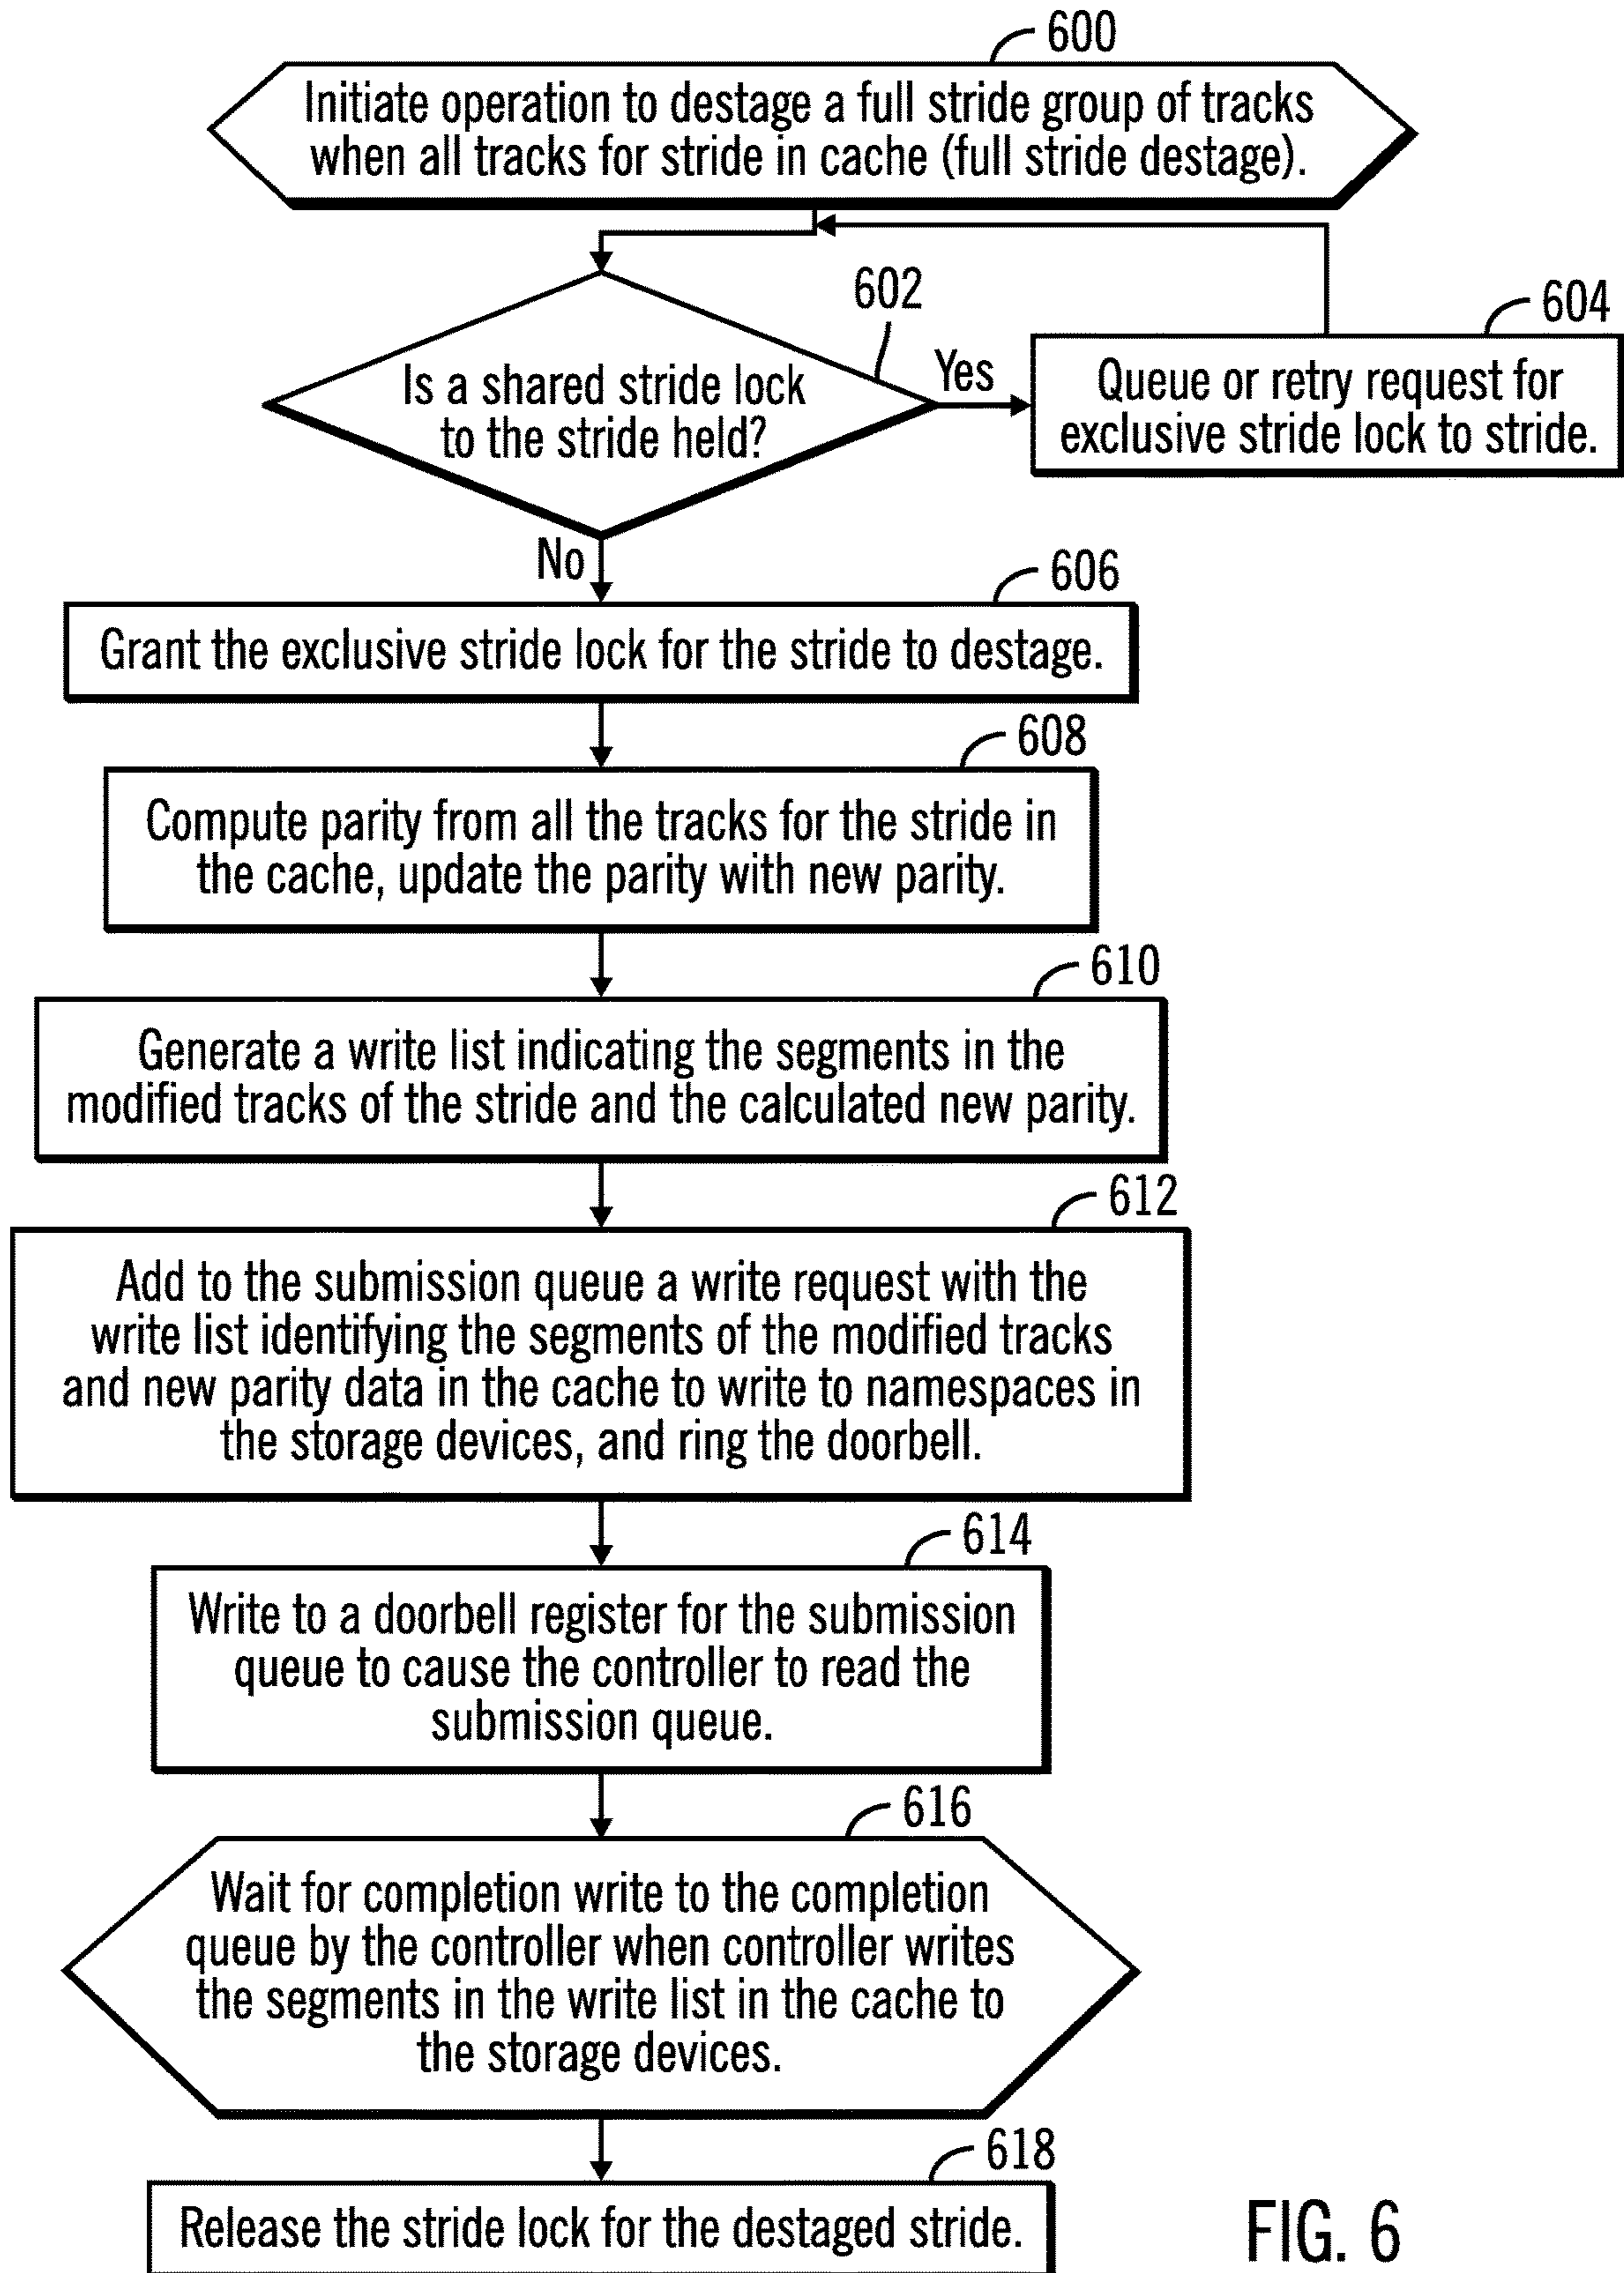 600
Initiate operation to destage a full stride group of tracks
when all tracks for stride in cache (full stride destage).
602
Is a shared stride lock
to the stride held?
Yes
604
Queue or retry request for
exclusive stride lock to stride.
No
606
Grant the exclusive stride lock for the stride to destage.
608
Compute parity from all the tracks for the stride in
the cache, update the parity with new parity.
610
Generate a write list indicating the segments in the
modified tracks of the stride and the calculated new parity.
612
Add to the submission queue a write request with the
write list identifying the segments of the modified tracks
and new parity data in the cache to write to namespaces in
the storage devices, and ring the doorbell.
614
Write to a doorbell register for the submission
queue to cause the controller to read the
submission queue.
616
Wait for completion write to the completion
queue by the controller when controller writes
the segments in the write list in the cache to
the storage devices.
618
Release the stride lock for the destaged stride.
FIG. 6